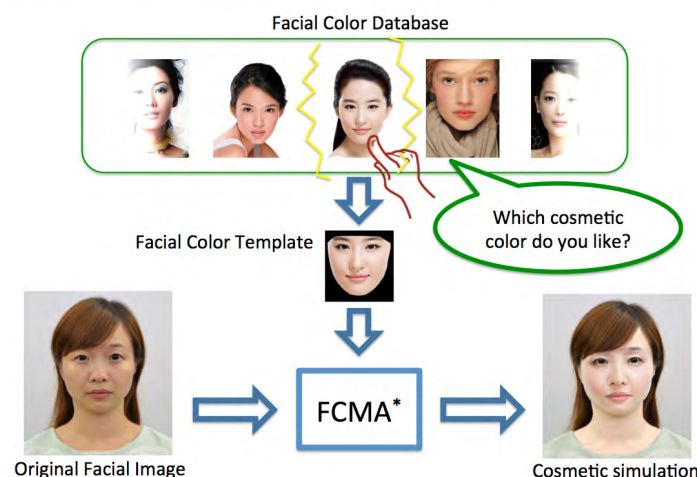 Facial Color Database
Which cosmetic
color do you like?
Facial Color Template
FCMA*
Original Facial Image
Cosmetic simulation